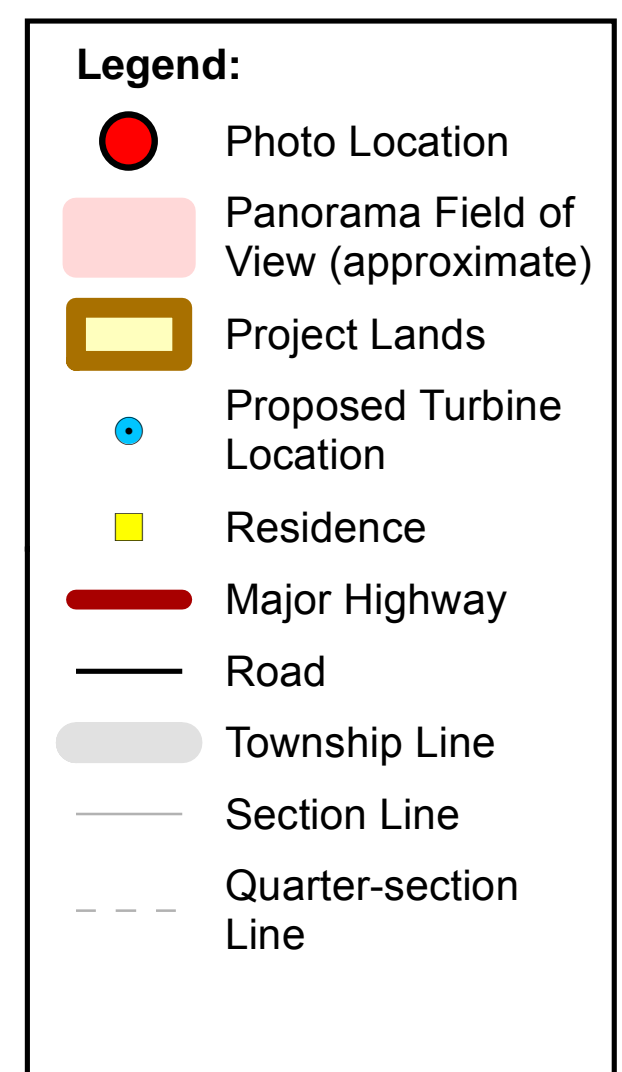 Legend:
Photo Location
Panorama Field of
View (approximate)
Project Lands
Proposed Turbine
Location
Residence
Major Highway
Road
Township Line
Section Line
Quarter-section
Line